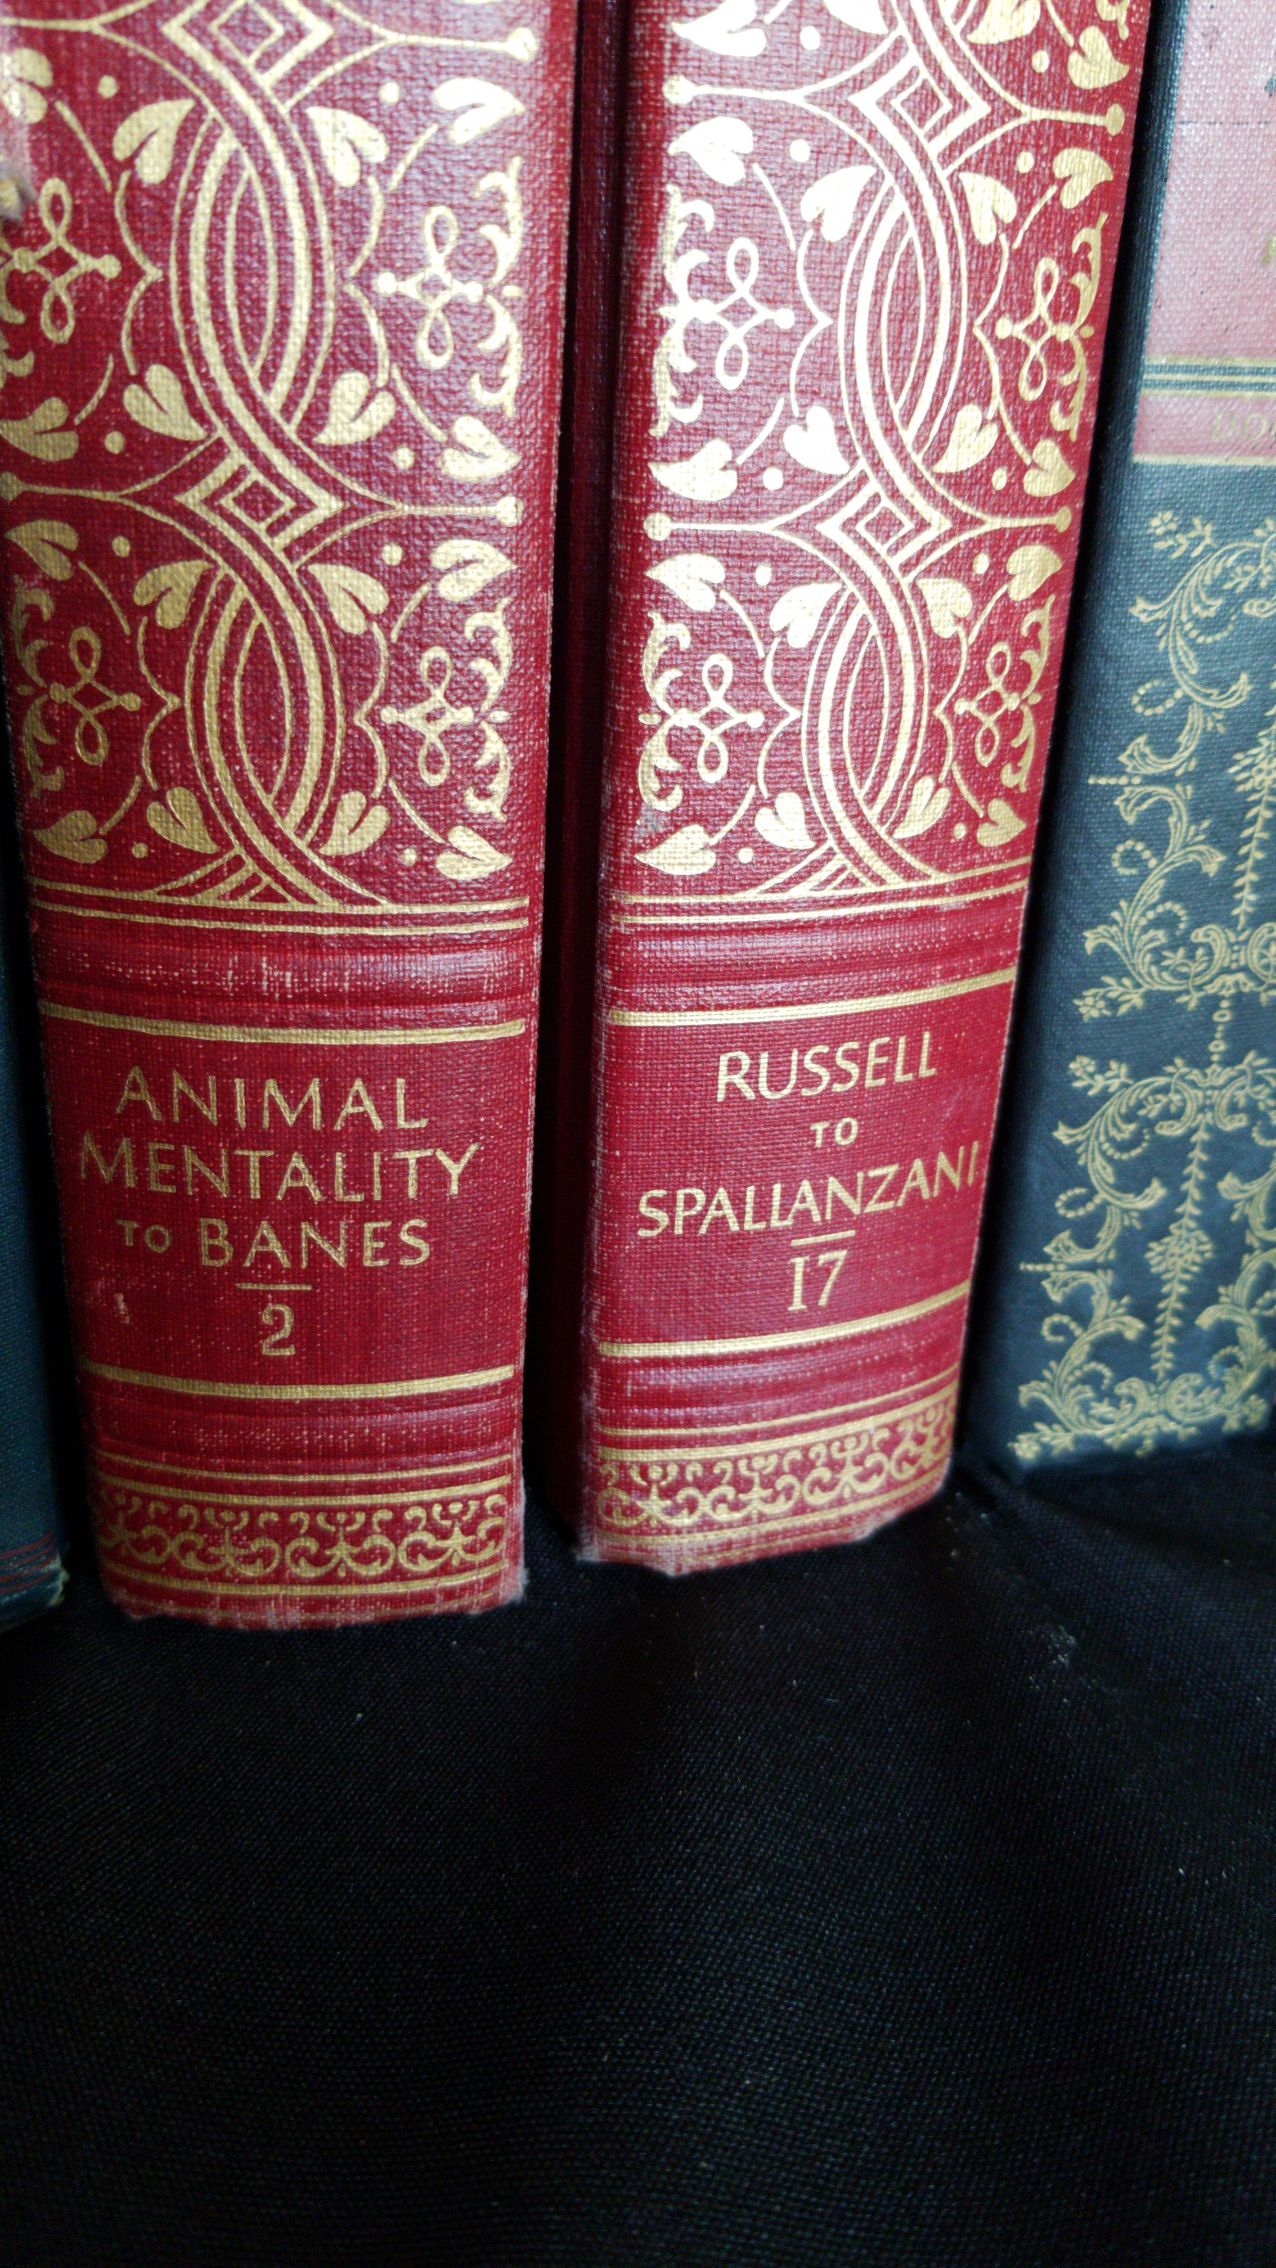 ANIMAL
MENTALITY
TO BANES
2
RUSSELL
TO
SPALLANZANI
17